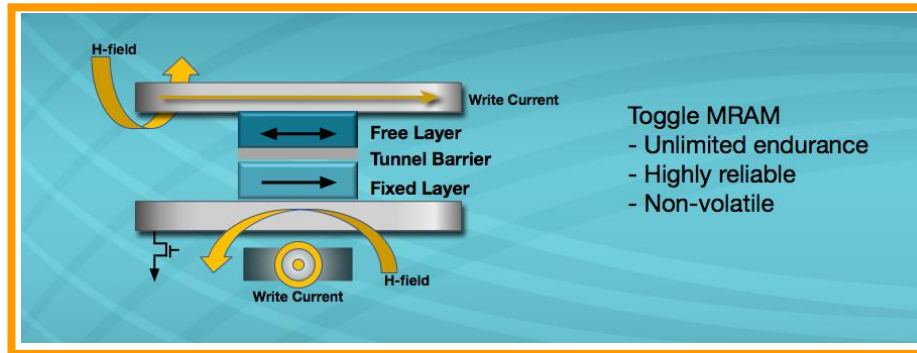 H-field
Write Current
Free Layer
Tunnel Barrier
Fixed Layer
H-field
Write Current
Toggle MRAM
- Unlimited endurance
- Highly reliable
- Non-volatile